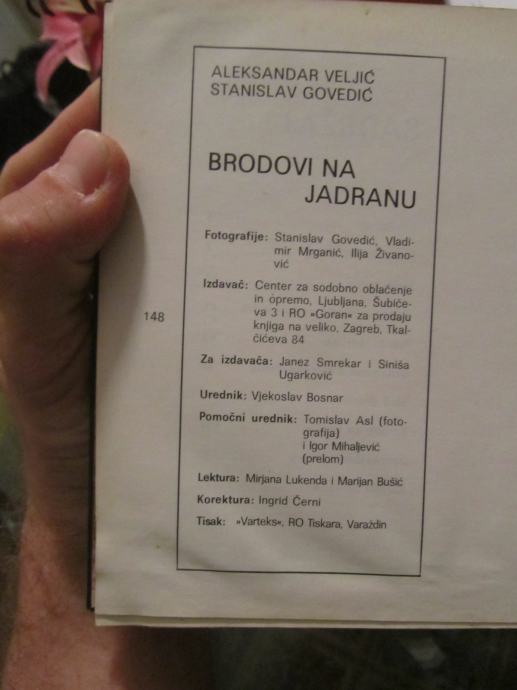 ALEKSANDAR VELJIĆ
STANISLAV GOVEDIĆ
BRODOVI NA
JADRANU
Fotografije: Stanislav Govedić, Vladi-
mir Mrganić, Ilija Živano-
vić
Izdavač: Center za sodobno oblačenje
in opremo, Ljubljana, Šubiče-
va 3 i RO »Goran« za prodaju
knjiga na veliko, Zagreb, Tkal-
čićeva 84
Za izdavača: Janez Smrekar i Siniša
Ugarković
Urednik: Vjekoslav Bosnar
Pomoćni urednik: Tomislav Asl (foto-
grafija)
i Igor Mihaljević
(prelom)
Lektura: Mirjana Lukenda i Marijan Bušić
Korektura: Ingrid Černi
Tisak: »Varteks«, RO Tiskara, Varaždin
148